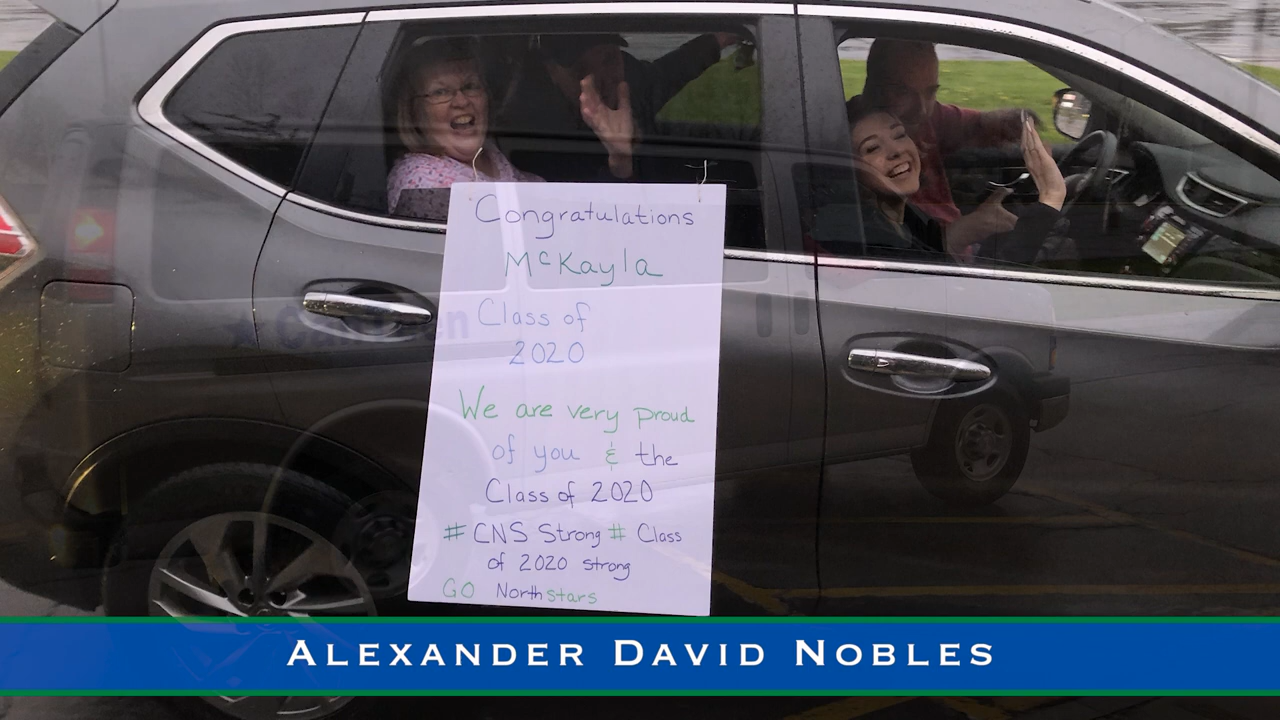 Congratulations
McKayla
Class of
2020
We are very proud
of you & the
Class of 2020
# CNS Strong # Class
of 2020 strong
GO Northstars
ALEXANDER DAVID NOBLES